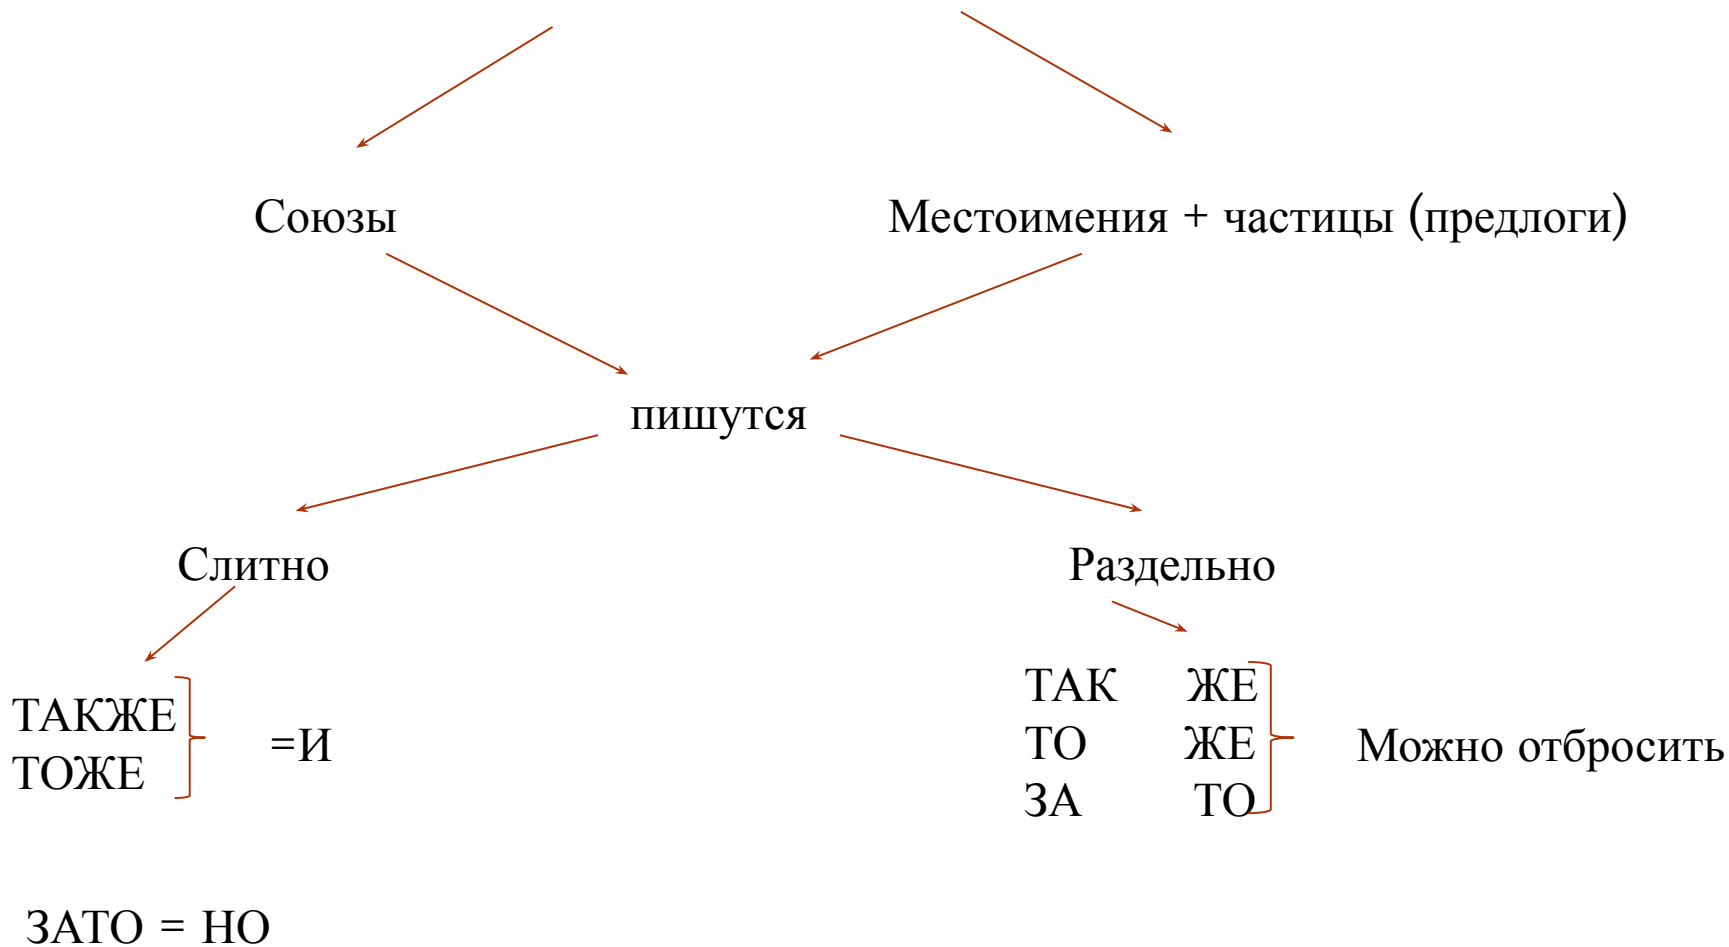 Союзы
Местоимения + частицы (предлоги)
пишутся
Слитно
Раздельно
ТАКЖЕ
ТОЖЕ
=И
ТАК ЖЕ
ТО ЖЕ
ЗА ТО
Можно отбросить
ЗАТО = НО